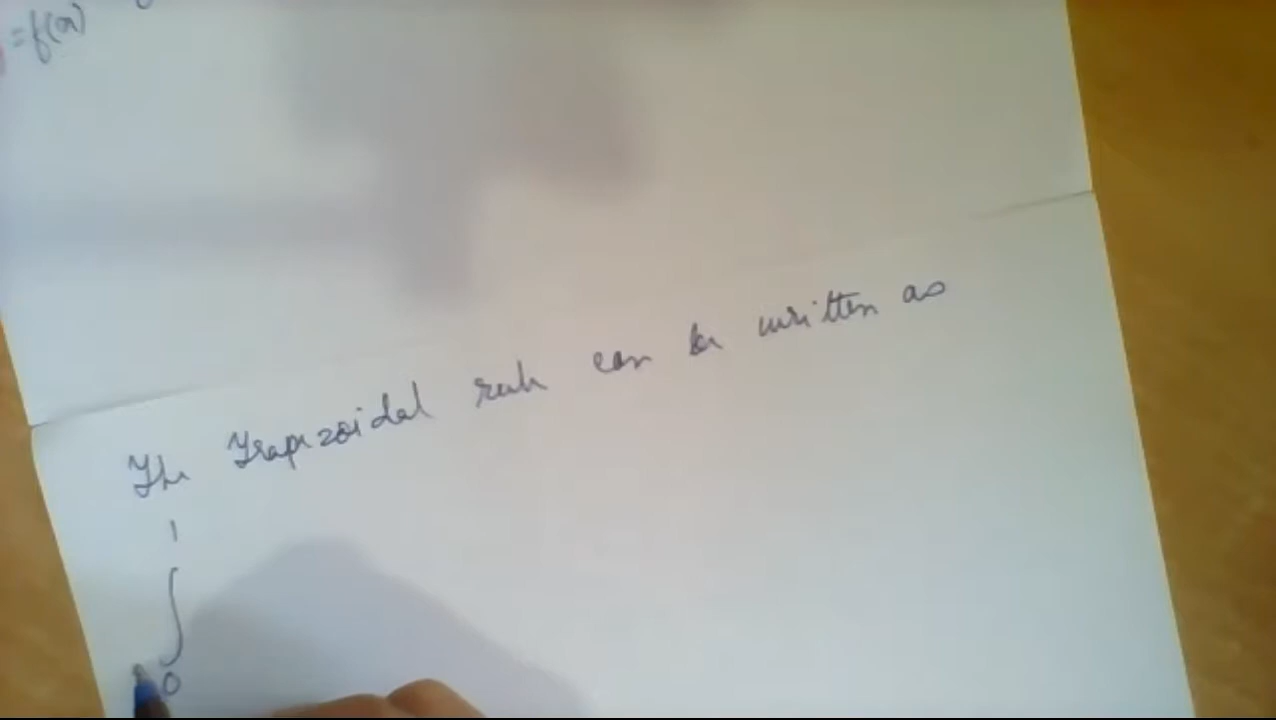 =f(x)
The Trapezoidal rule can be written as
1
∫
0